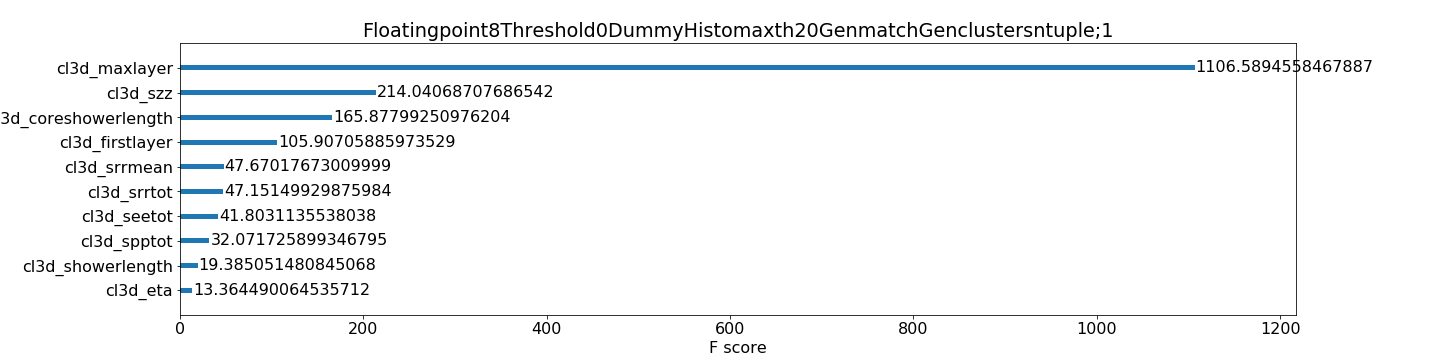 Floatingpoint8Threshold0DummyHistomaxth20GenmatchGenclustersntuple;1
cl3d_maxlayer 1106.5894558467887
cl3d_szz 214.04068707686542
3d_coreshowerlength 165.87799250976204
cl3d_firstlayer 105.90705885973529
cl3d_srrmean 47.67017673009999
cl3d_srrtot 47.15149929875984
cl3d_seetot 41.8031135538038
cl3d_spptot 32.071725899346795
cl3d_showerlength 19.385051480845068
cl3d_eta 13.364490064535712
0 200 400 600 800 1000 1200
F score